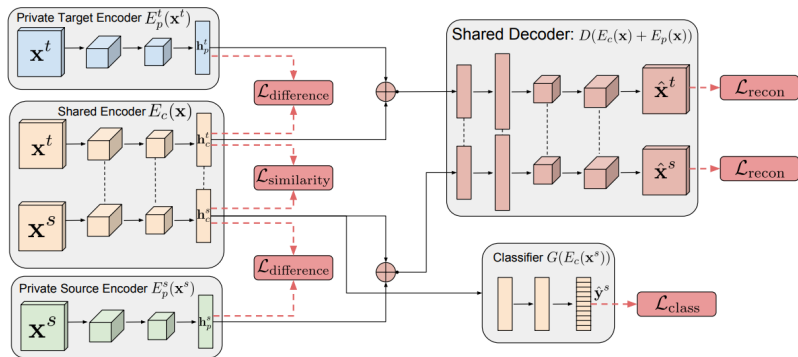 Private Target Encoder $E_p^t(\mathbf{x}^t)$
$\mathbf{x}^t$
$\mathbf{h}_p^t$
$\mathcal{L}_{\text{difference}}$
Shared Encoder $E_c(\mathbf{x})$
$\mathbf{x}^t$
$\mathbf{h}_c^t$
$\mathcal{L}_{\text{similarity}}$
$\mathbf{x}^s$
$\mathbf{h}_c^s$
$\mathcal{L}_{\text{difference}}$
Private Source Encoder $E_p^s(\mathbf{x}^s)$
$\mathbf{x}^s$
$\mathbf{h}_p^s$
Shared Decoder: $D(E_c(\mathbf{x}) + E_p(\mathbf{x}))$
$\hat{\mathbf{x}}^t$
$\mathcal{L}_{\text{recon}}$
$\hat{\mathbf{x}}^s$
$\mathcal{L}_{\text{recon}}$
Classifier $G(E_c(\mathbf{x}^s))$
$\hat{\mathbf{y}}^s$
$\mathcal{L}_{\text{class}}$